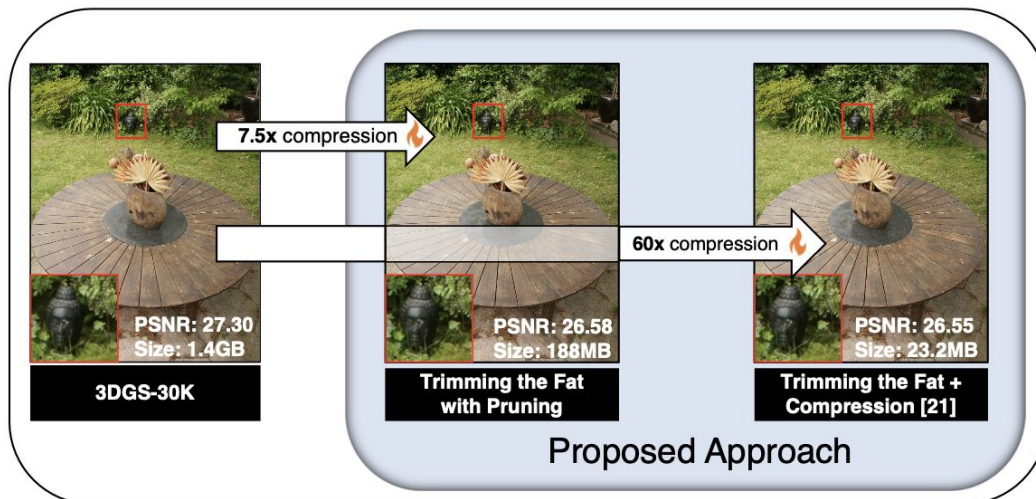 7.5x compression
60x compression
PSNR: 27.30
Size: 1.4GB
PSNR: 26.58
Size: 188MB
PSNR: 26.55
Size: 23.2MB
3DGS-30K
Trimming the Fat
with Pruning
Trimming the Fat +
Compression [21]
Proposed Approach